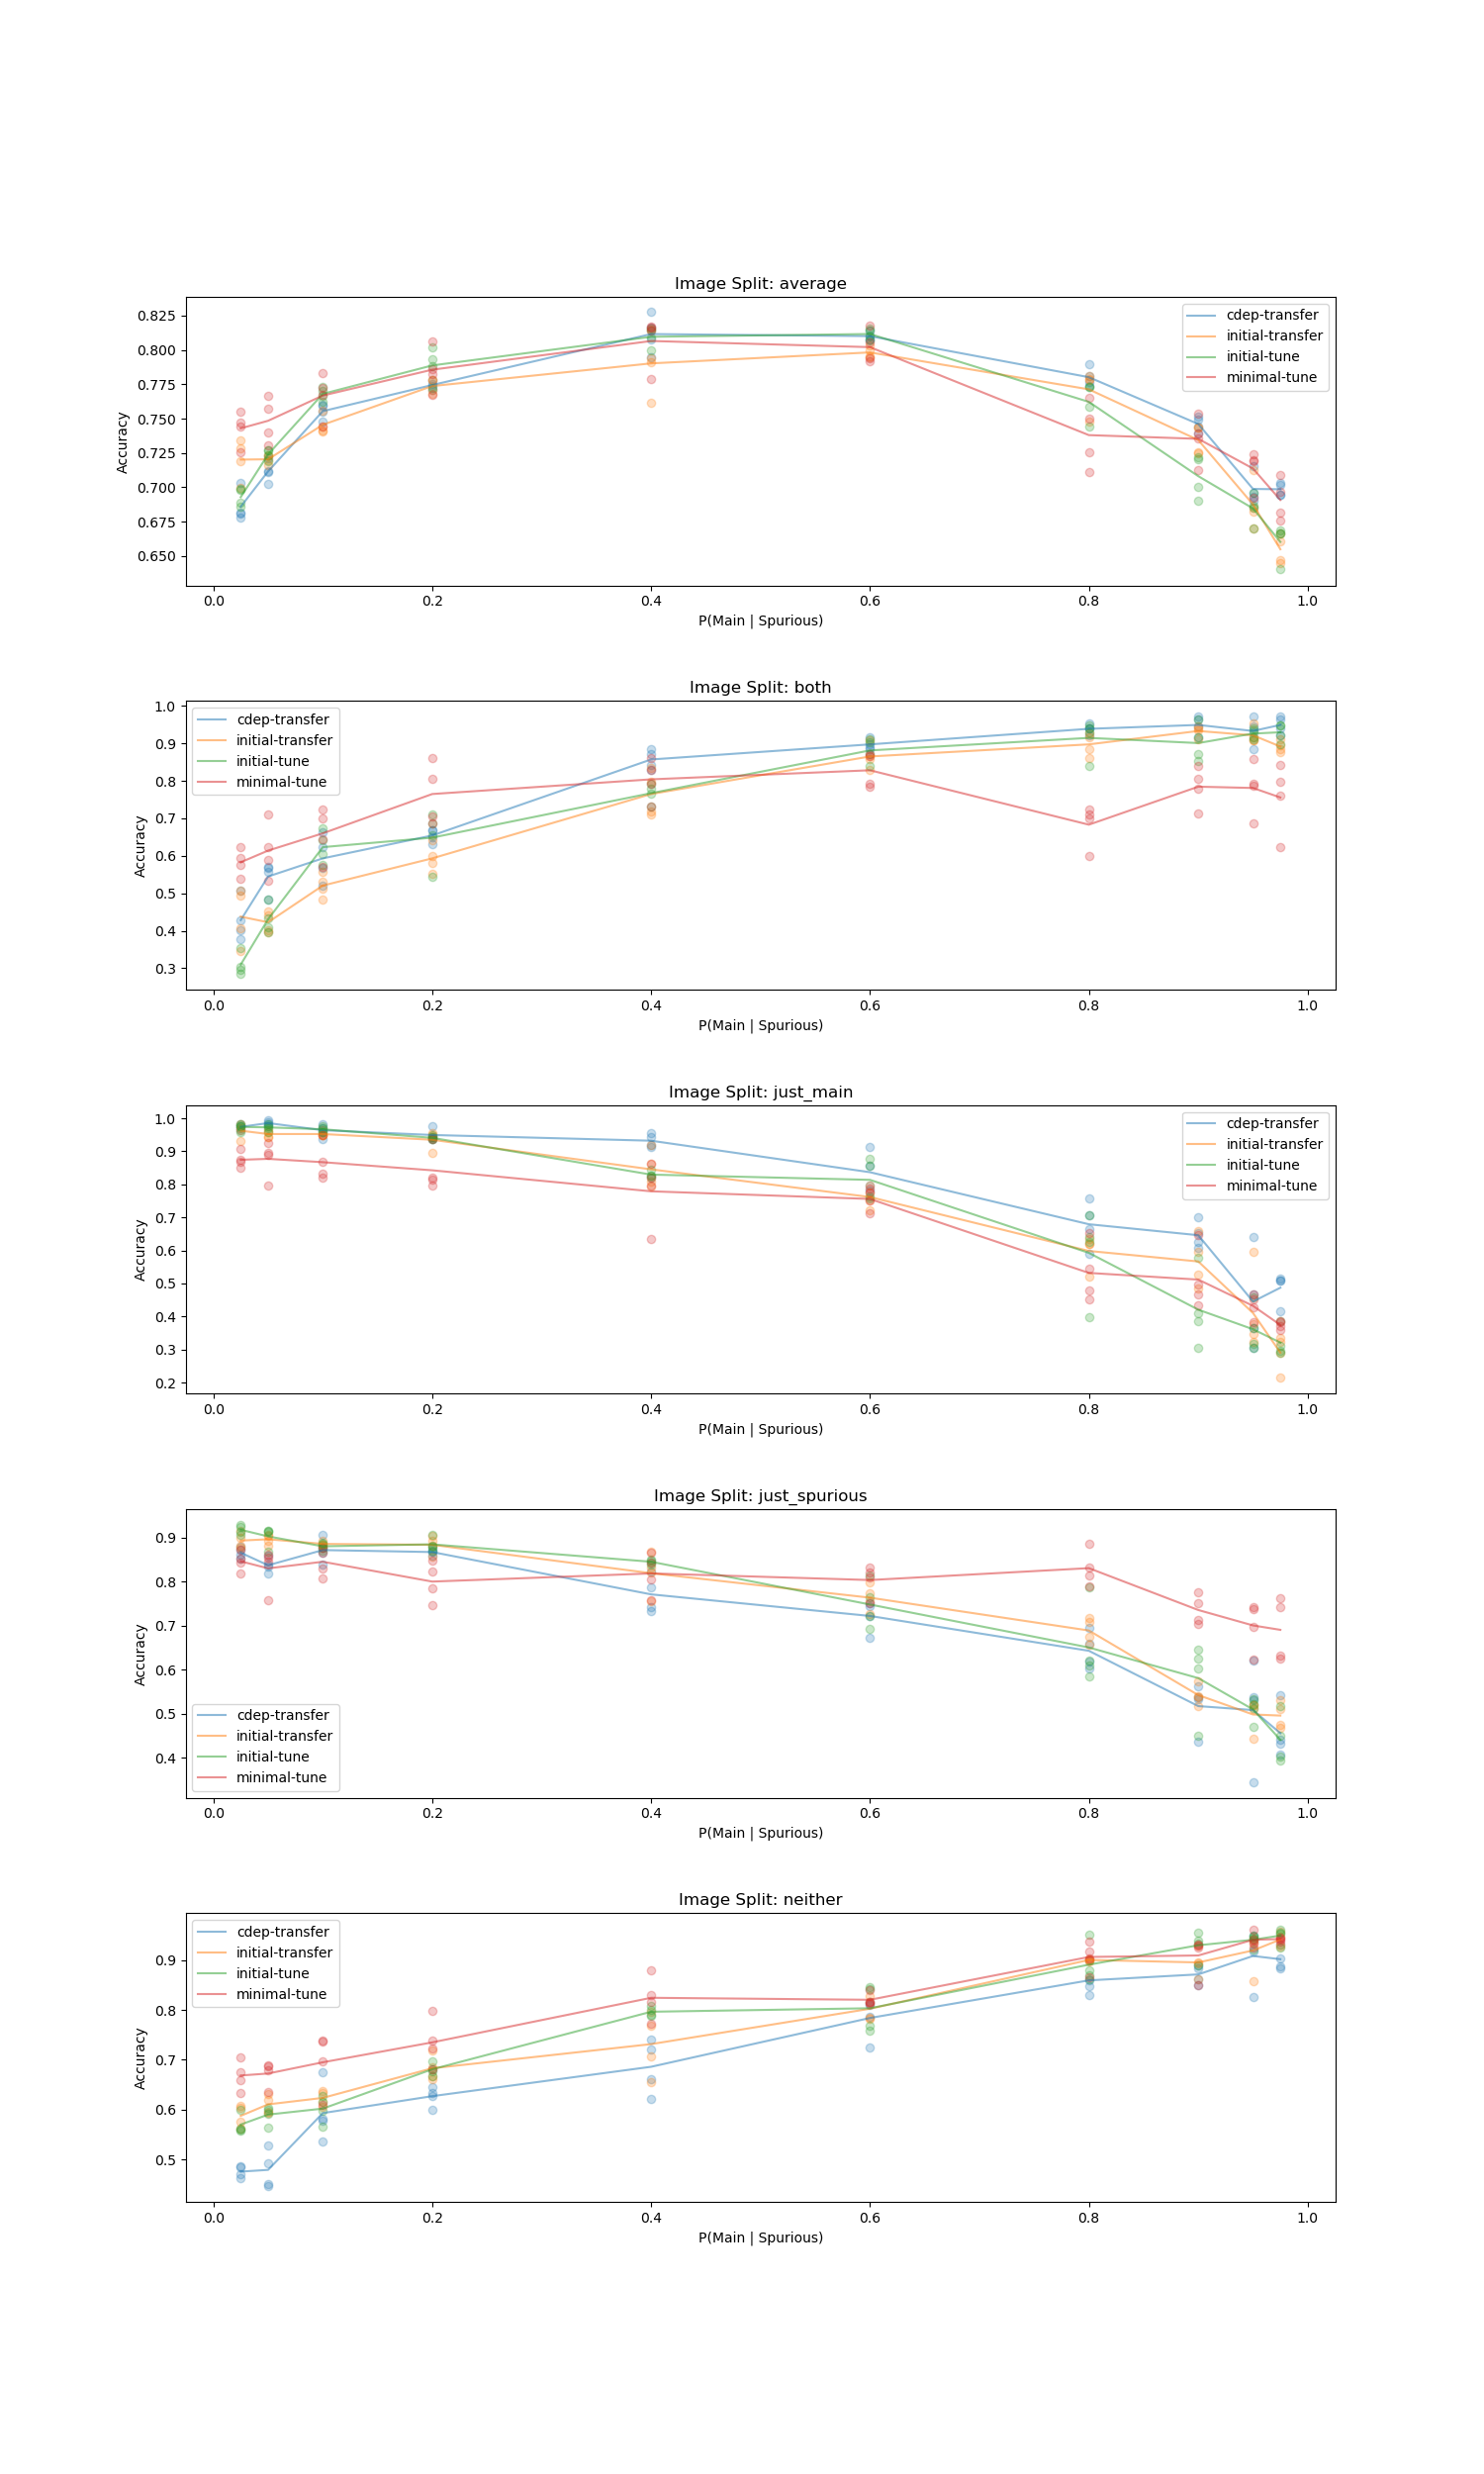 Image Split: average
Accuracy
0.825
0.800
0.775
0.750
0.725
0.700
0.675
0.650
cdep-transfer
initial-transfer
initial-tune
minimal-tune
0.0 0.2 0.4 0.6 0.8 1.0
P(Main | Spurious)
Image Split: both
Accuracy
1.0
0.9
0.8
0.7
0.6
0.5
0.4
0.3
cdep-transfer
initial-transfer
initial-tune
minimal-tune
0.0 0.2 0.4 0.6 0.8 1.0
P(Main | Spurious)
Image Split: just_main
Accuracy
1.0
0.9
0.8
0.7
0.6
0.5
0.4
0.3
0.2
cdep-transfer
initial-transfer
initial-tune
minimal-tune
0.0 0.2 0.4 0.6 0.8 1.0
P(Main | Spurious)
Image Split: just_spurious
Accuracy
0.9
0.8
0.7
0.6
0.5
0.4
cdep-transfer
initial-transfer
initial-tune
minimal-tune
0.0 0.2 0.4 0.6 0.8 1.0
P(Main | Spurious)
Image Split: neither
Accuracy
0.9
0.8
0.7
0.6
0.5
cdep-transfer
initial-transfer
initial-tune
minimal-tune
0.0 0.2 0.4 0.6 0.8 1.0
P(Main | Spurious)